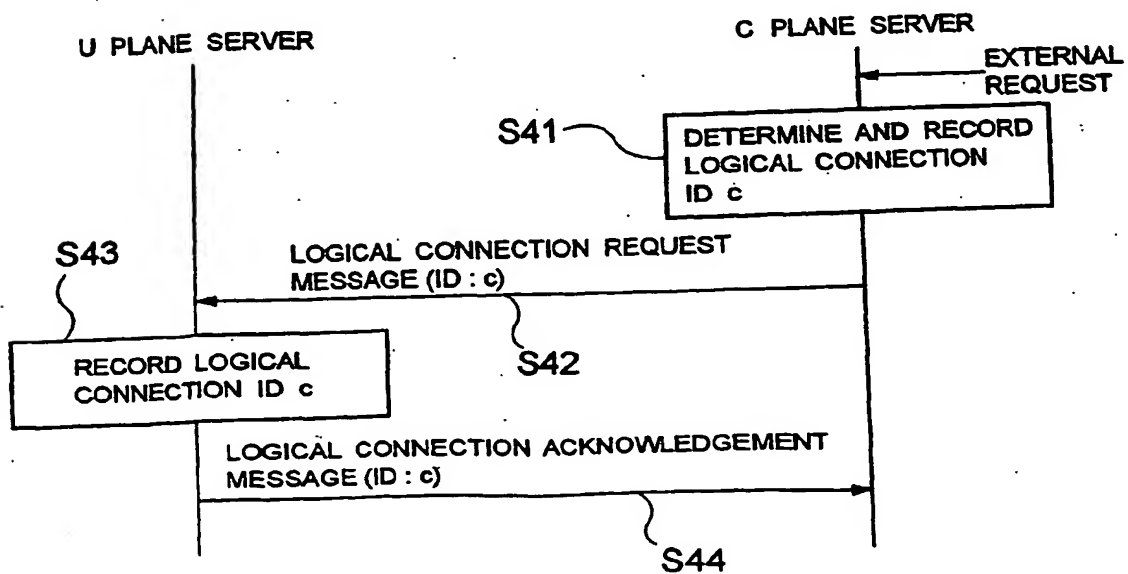 U PLANE SERVER
C PLANE SERVER
EXTERNAL
REQUEST
S41
DETERMINE AND RECORD
LOGICAL CONNECTION
ID c
S43
LOGICAL CONNECTION REQUEST
MESSAGE (ID : c)
S42
RECORD LOGICAL
CONNECTION ID c
LOGICAL CONNECTION ACKNOWLEDGEMENT
MESSAGE (ID : c)
S44